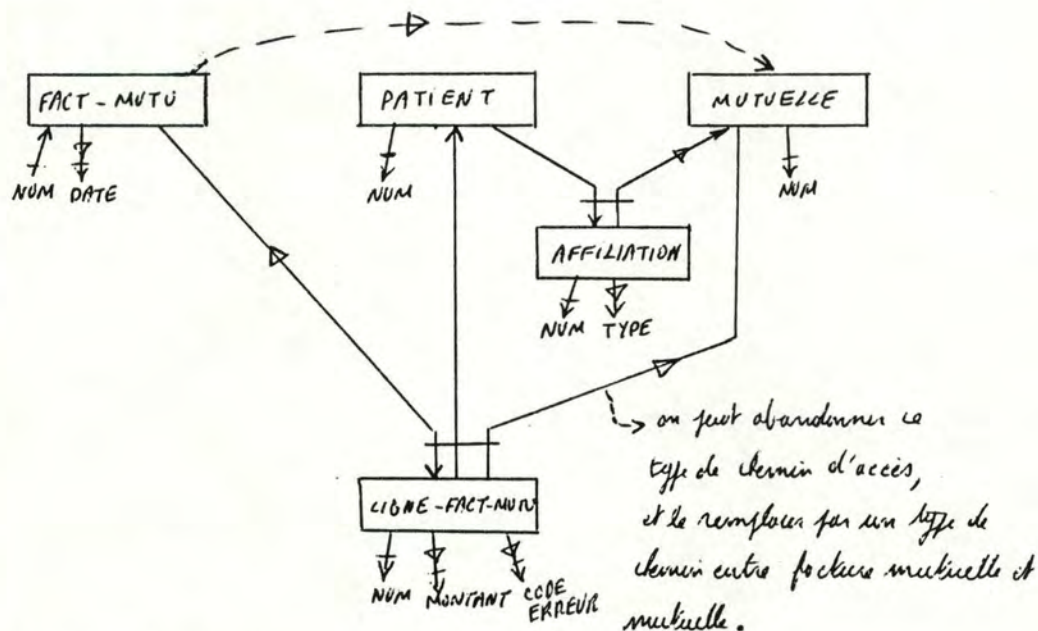 FACT-MUTU
PATIENT
MUTUELLE
NUM DATE
NUM
NUM
AFFILIATION
NUM TYPE
on peut abandonner ce
type de chemin d'accès,
et le remplacer par un type de
chemin entre facture mutuelle et
mutuelle.
LIGNE-FACT-MUTU
NUM MONTANT CODE
ERREUR